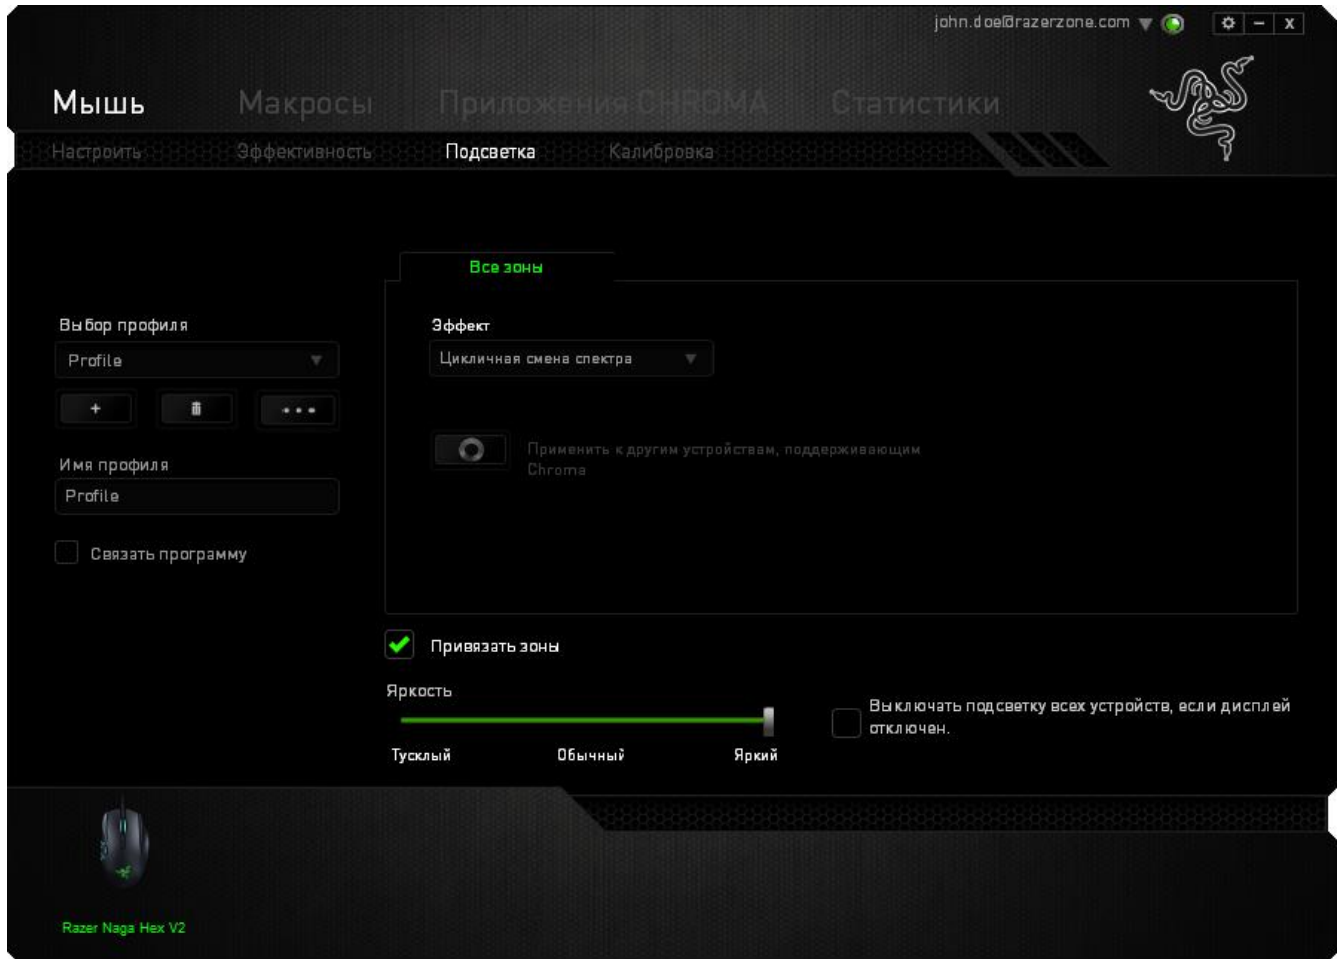 john.doe@razerzone.com
Мышь Макросы Приложения CHROMA Статистики
Настроить Эффективность Подсветка Калибровка
Все зоны
Выбор профиля
Profile
Имя профиля
Profile
Связать программу
Эффект
Цикличная смена спектра
Применить к другим устройствам, поддерживающим
Chroma
Привязать зоны
Яркость
Тусклый Обычный Яркий
Выключать подсветку всех устройств, если дисплей
отключен.
Razer Naga Hex V2